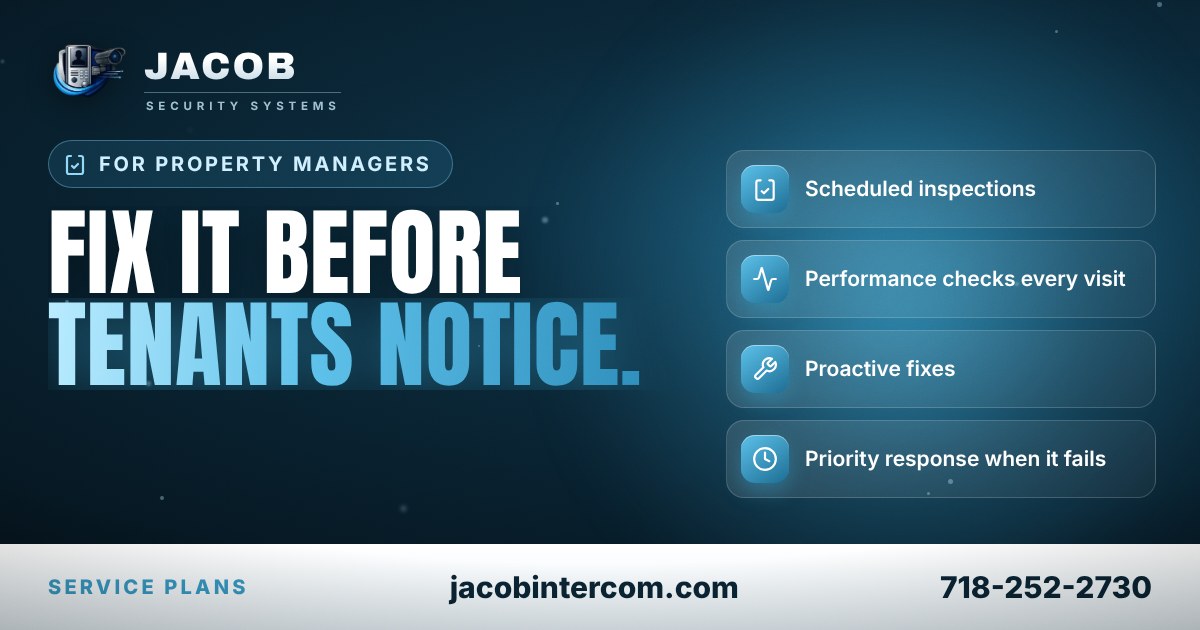 JACOB
SECURITY SYSTEMS
FOR PROPERTY MANAGERS
FIX IT BEFORE
TENANTS NOTICE.
Scheduled inspections
Performance checks every visit
Proactive fixes
Priority response when it fails
SERVICE PLANS
jacobintercom.com
718-252-2730